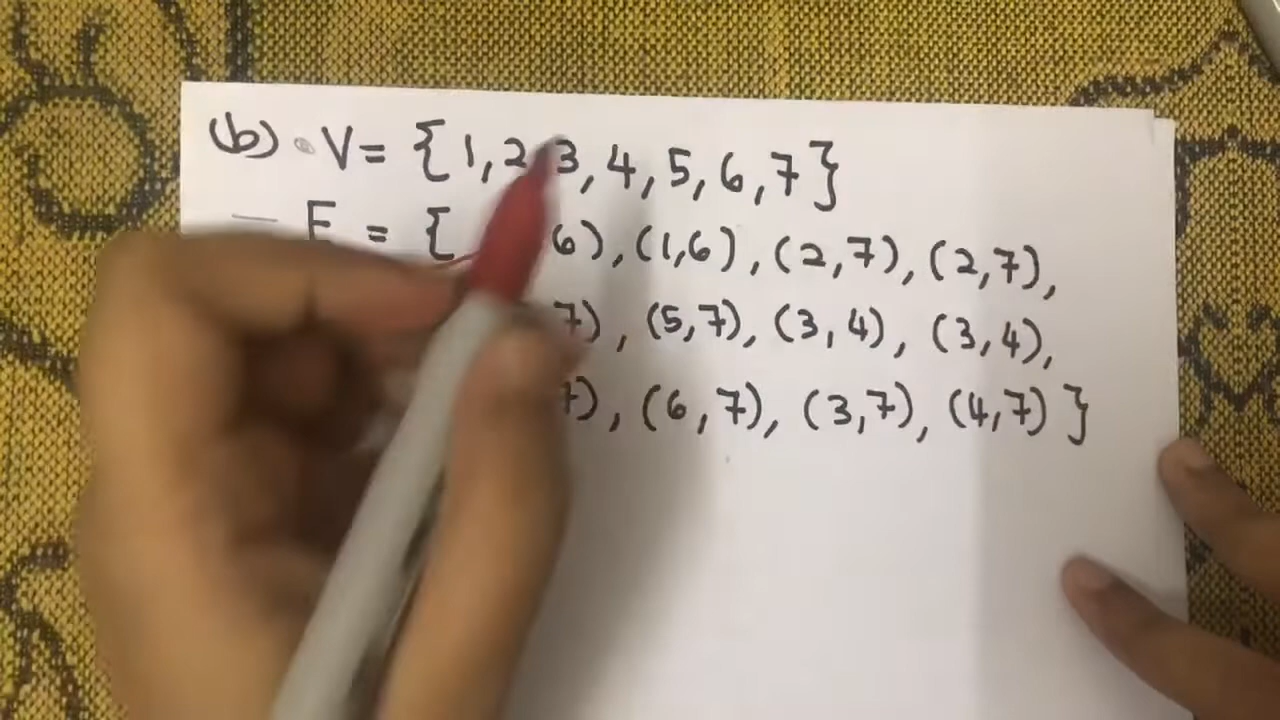 (b) • V= {1,2,3,4,5,6,7}
E = { 6),(1,6),(2,7),(2,7),
7),(5,7),(3,4),(3,4),
7),(6,7),(3,7),(4,7)}